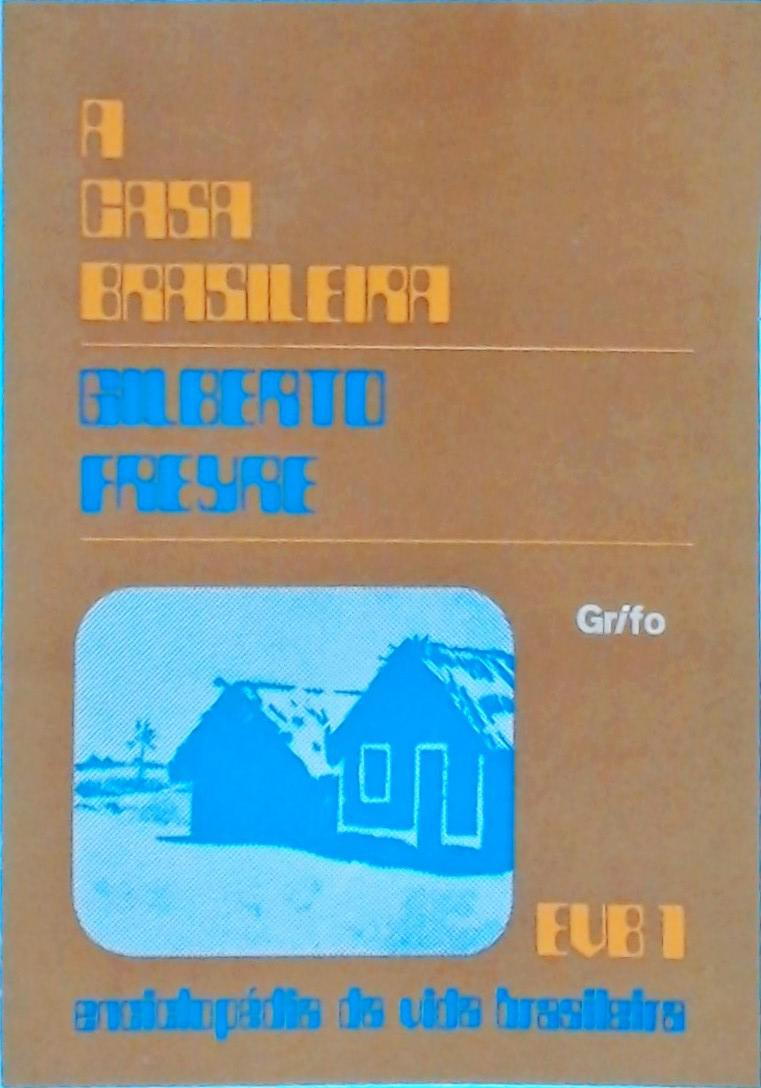 A
CASA
BRASILEIRA
GILBERTO
FREYRE
Grifo
EVB 1
enciclopédia da vida brasileira